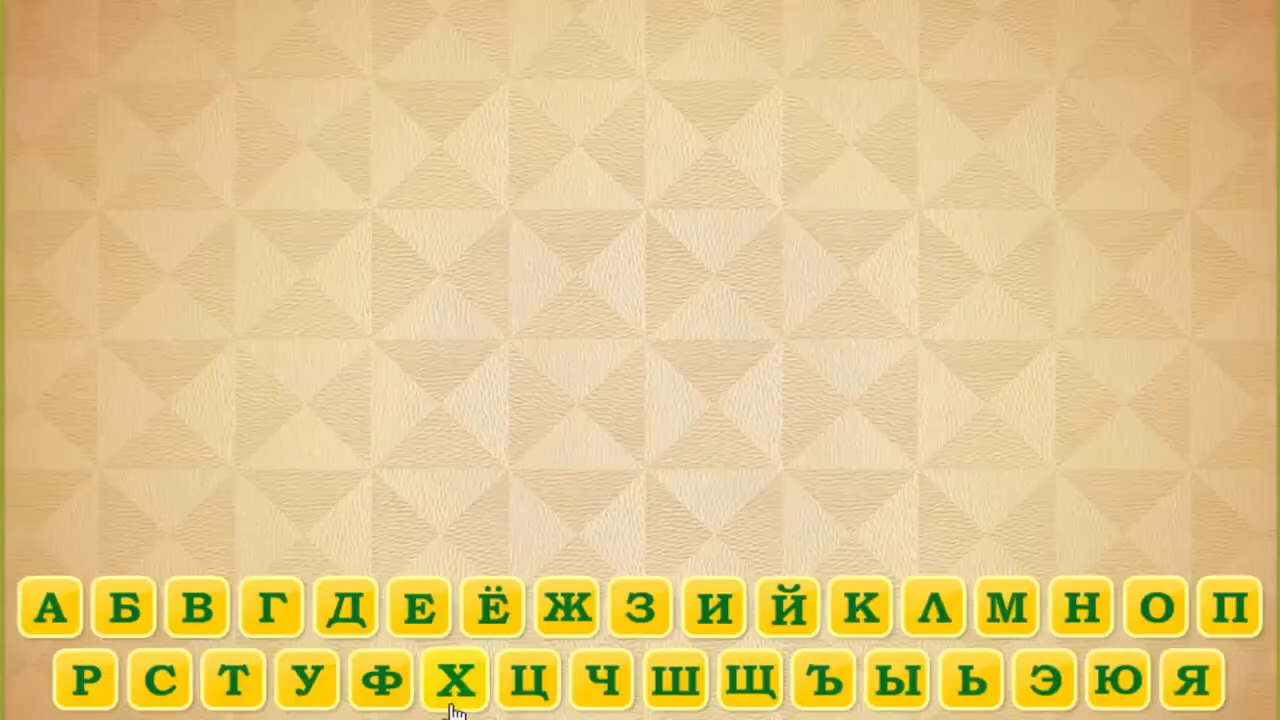 А Б В Г Д Е Ё Ж З И Й К Л М Н О П
Р С Т У Ф Х Ц Ч Ш Щ Ъ Ы Ь Э Ю Я